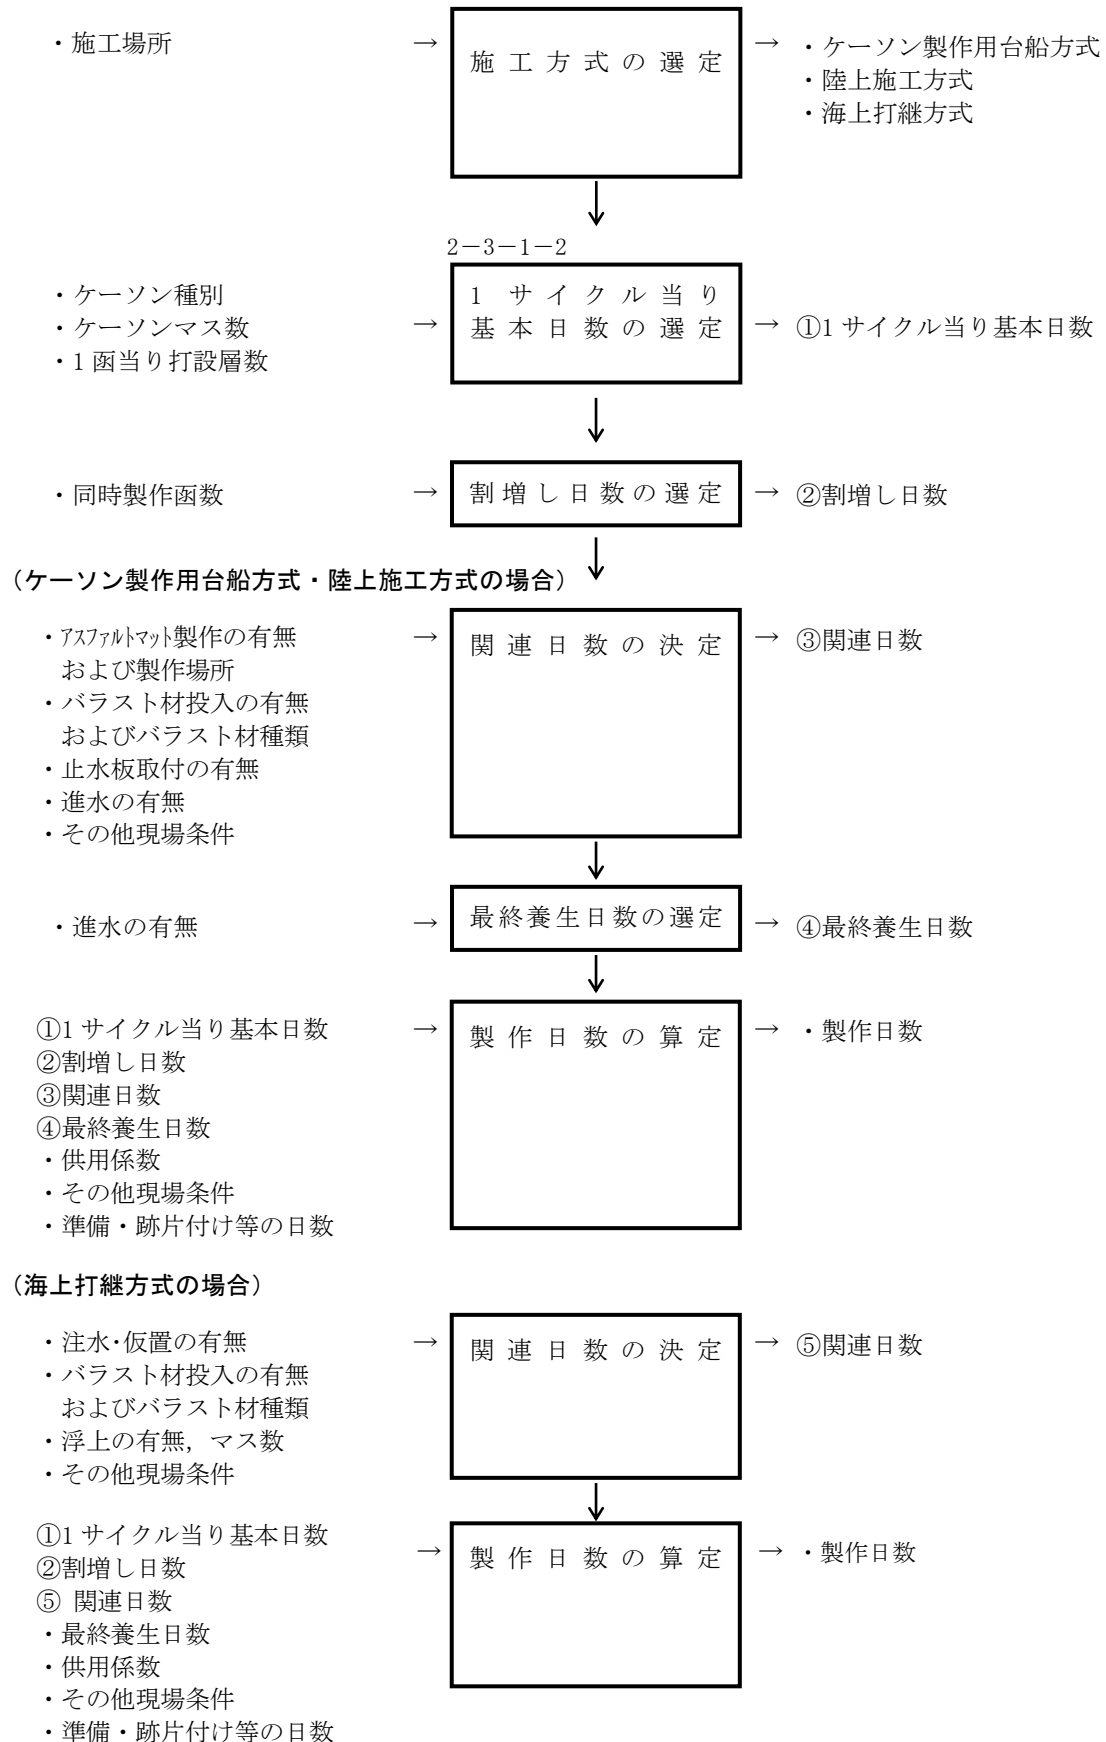 ・施工場所 → 施工方式の選定 → ・ケーソン製作用台船方式
・陸上施工方式
・海上打継方式
2－3－1－2
・ケーソン種別
・ケーソンマス数
・1函当り打設層数
→
1 サイクル当り
基本日数の選定
→ ①1サイクル当り基本日数
・同時製作函数 → 割増し日数の選定 → ②割増し日数
（ケーソン製作用台船方式・陸上施工方式の場合）
・ｱｽﾌｧﾙﾄﾏｯﾄ製作の有無
および製作場所
・バラスト材投入の有無
およびバラスト材種類
・止水板取付の有無
・進水の有無
・その他現場条件
→ 関連日数の決定 → ③関連日数
・進水の有無 → 最終養生日数の選定 → ④最終養生日数
①1サイクル当り基本日数
②割増し日数
③関連日数
④最終養生日数
・供用係数
・その他現場条件
・準備・跡片付け等の日数
→ 製作日数の算定 → ・製作日数
（海上打継方式の場合）
・注水･仮置の有無
・バラスト材投入の有無
およびバラスト材種類
・浮上の有無，マス数
・その他現場条件
→ 関連日数の決定 → ⑤関連日数
①1サイクル当り基本日数
②割増し日数
⑤ 関連日数
・最終養生日数
・供用係数
・その他現場条件
・準備・跡片付け等の日数
→ 製作日数の算定 → ・製作日数